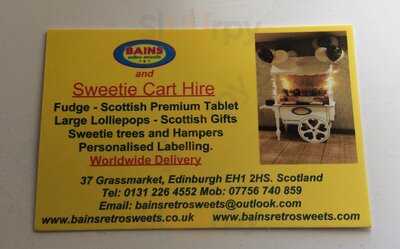 BAINS
and
Sweetie Cart Hire
Fudge - Scottish Premium Tablet
Large Lolliepops - Scottish Gifts
Sweetie trees and Hampers
Personalised Labelling.
Worldwide Delivery
37 Grassmarket, Edinburgh EH1 2HS. Scotland
Tel: 0131 226 4552 Mob: 07756 740 859
Email: bainsretrosweets@outlook.com
www.bainsretrosweets.co.uk www.bainsretrosweets.com